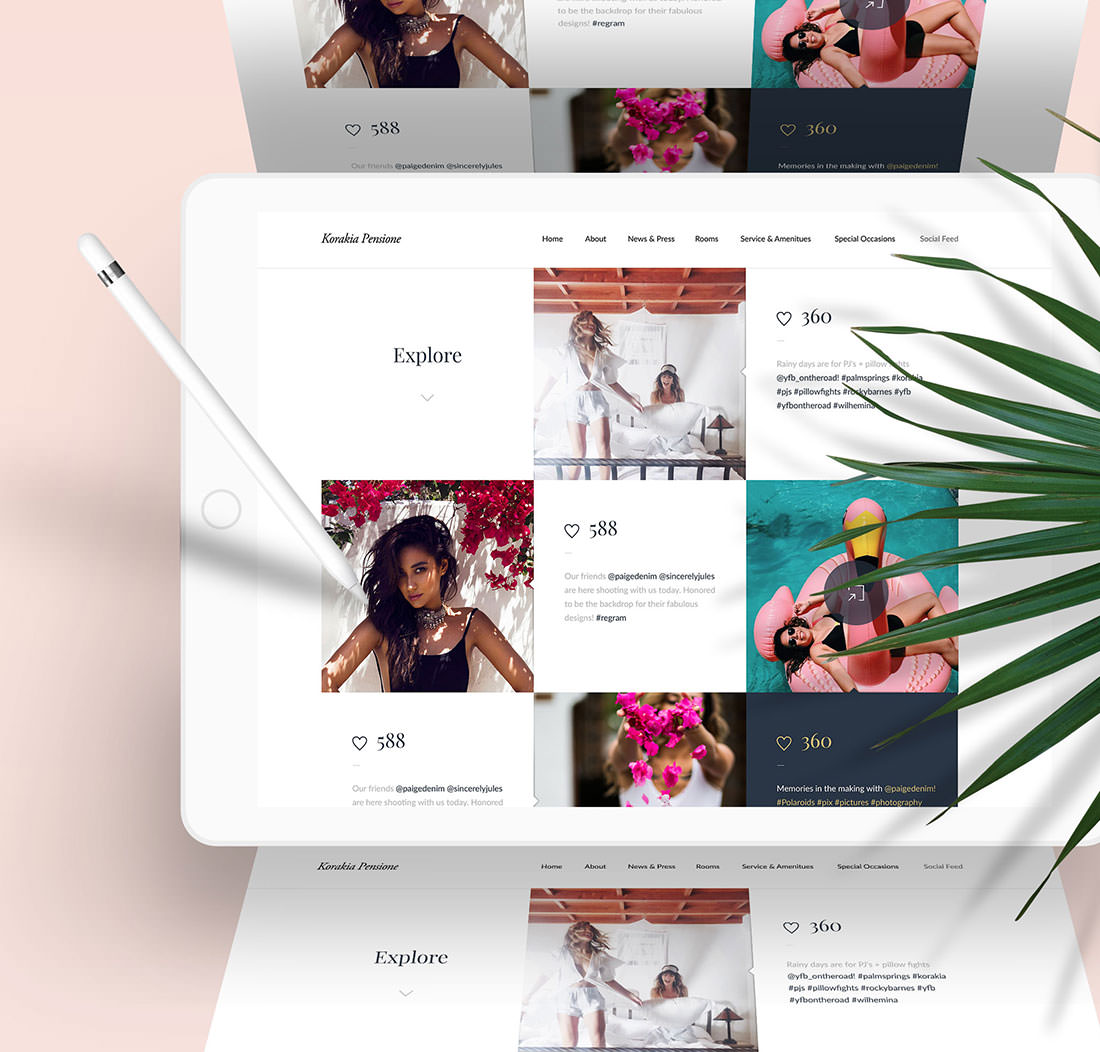 to be the backdrop for their fabulous
designs! #regram
588
360
Our friends @paigedenim @sincerelyjules
Memories in the making with @paigedenim!
Korakia Pensione
Home About News & Press Rooms Service & Amenitues Special Occasions Social Feed
Explore
360
Rainy days are for PJ's + pillow fights
@yfb_ontheroad! #palmsprings #korakia
#pjs #pillowfights #rockybarnes #yfb
#yfbontheroad #wilhemina
588
Our friends @paigedenim @sincerelyjules
are here shooting with us today. Honored
to be the backdrop for their fabulous
designs! #regram
588
Our friends @paigedenim @sincerelyjules
are here shooting with us today. Honored
360
Memories in the making with @paigedenim!
#Polaroids #pix #pictures #photography
Korakia Pensione
Home About News & Press Rooms Service & Amenitues Special Occasions Social Feed
Explore
360
Rainy days are for PJ's + pillow fights
@yfb_ontheroad! #palmsprings #korakia
#pjs #pillowfights #rockybarnes #yfb
#yfbontheroad #wilhemina